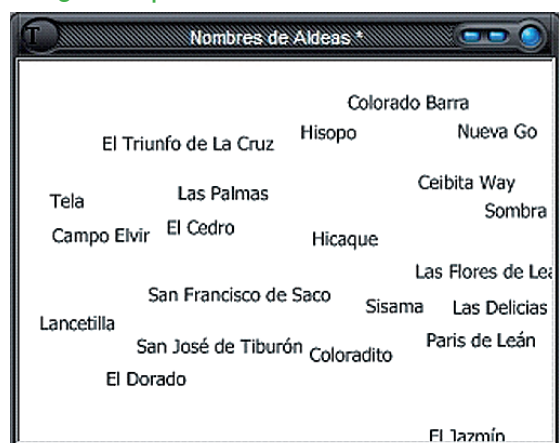 T
Nombres de Aldeas *
Colorado Barra
Hisopo
Nueva Go
El Triunfo de La Cruz
Ceibita Way
Las Palmas
Tela
Sombra
El Cedro
Campo Elvir
Hicaque
Las Flores de Lea
San Francisco de Saco
Sisama
Las Delicias
Lancetilla
Paris de Leán
San José de Tiburón
Coloradito
El Dorado
El Jazmín